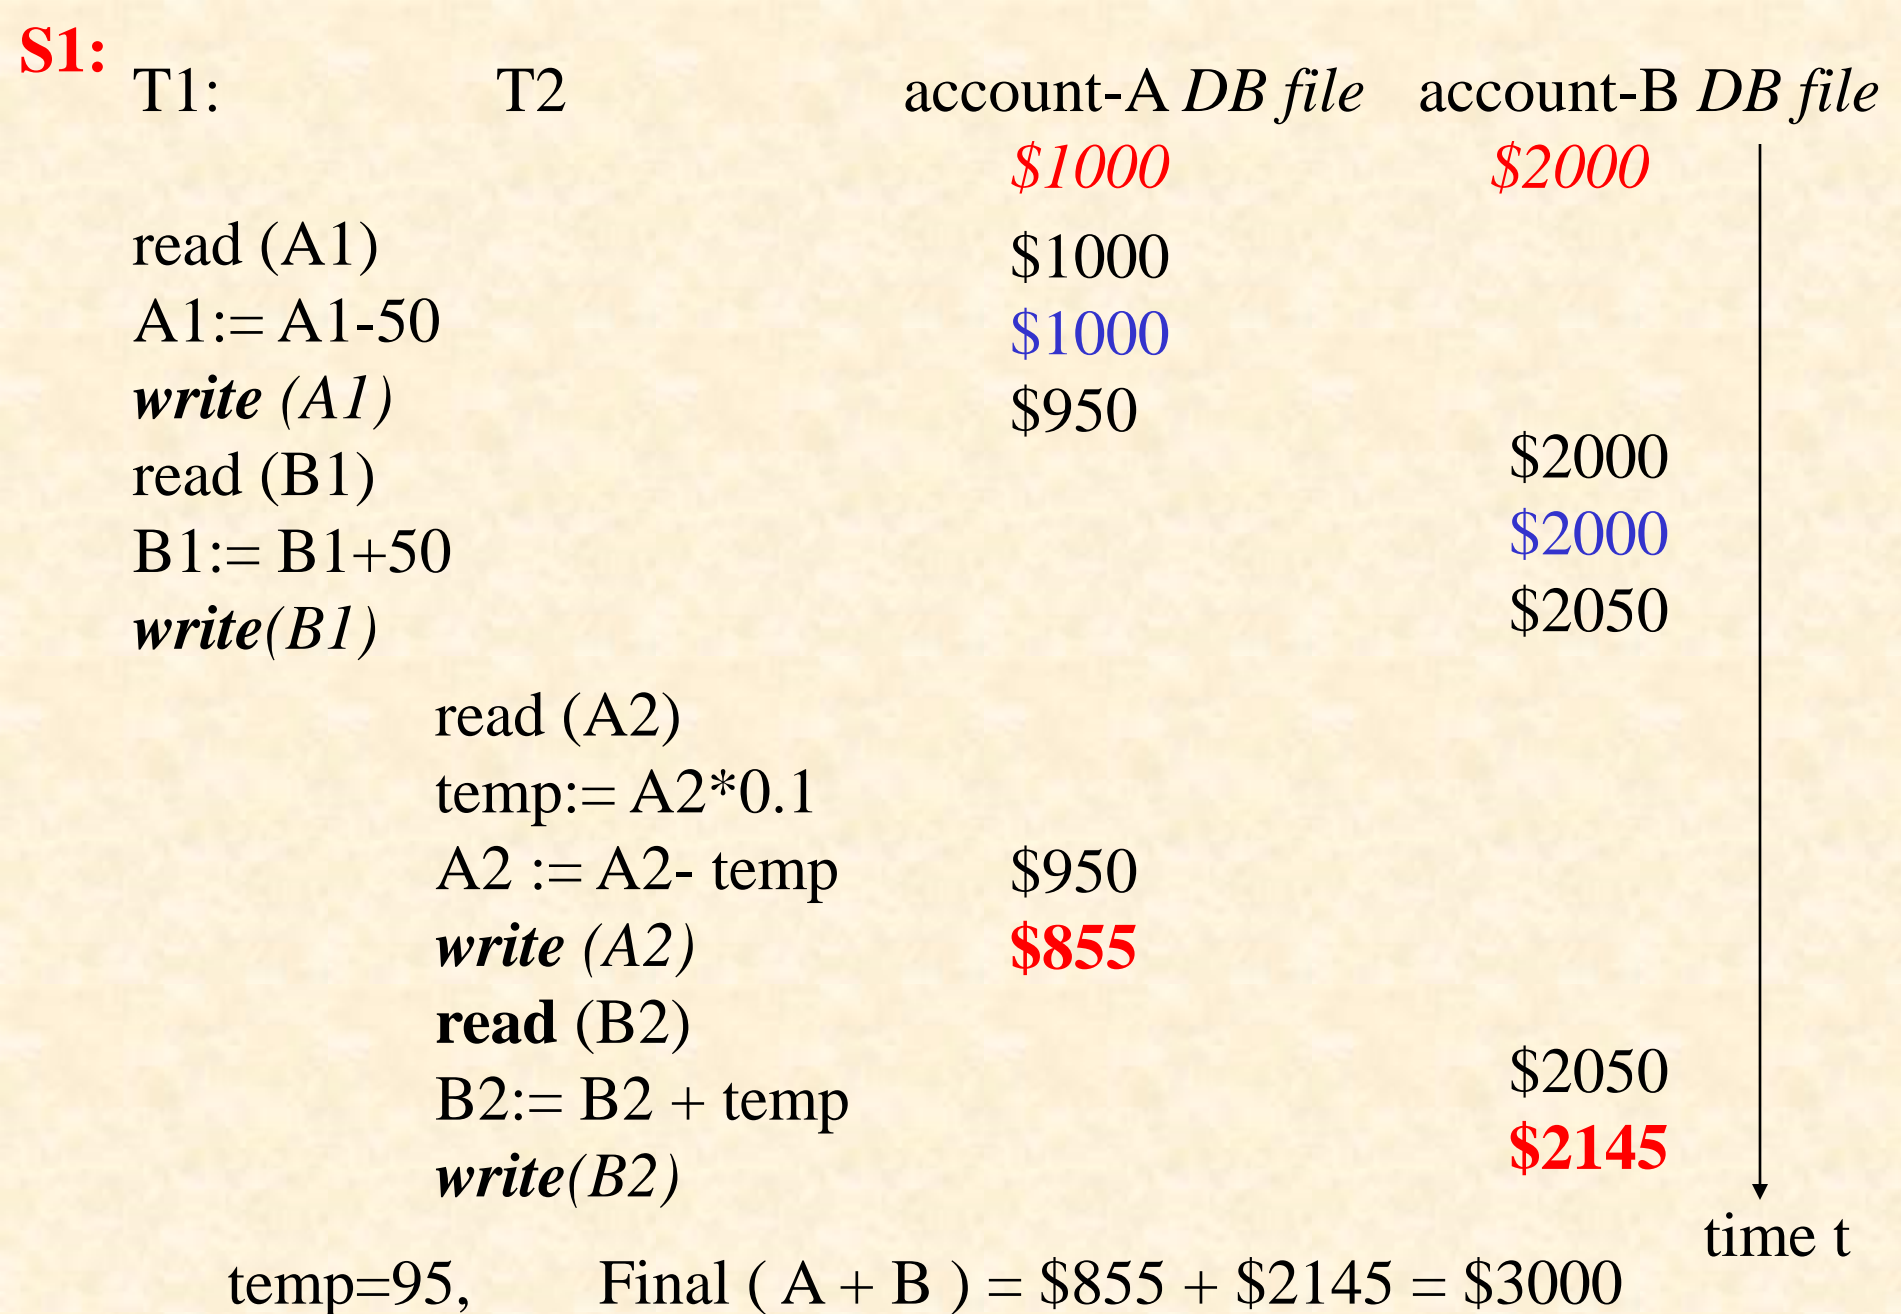 S1:
T1: T2 account-A DB file account-B DB file
$1000 $2000
read (A1) $1000
A1:= A1-50 $1000
write (A1) $950
read (B1) $2000
B1:= B1+50 $2000
write(B1) $2050
read (A2)
temp:= A2*0.1
A2 := A2- temp $950
write (A2) $855
read (B2)
B2:= B2 + temp $2050
write(B2) $2145
time t
temp=95, Final ( A + B ) = $855 + $2145 = $3000